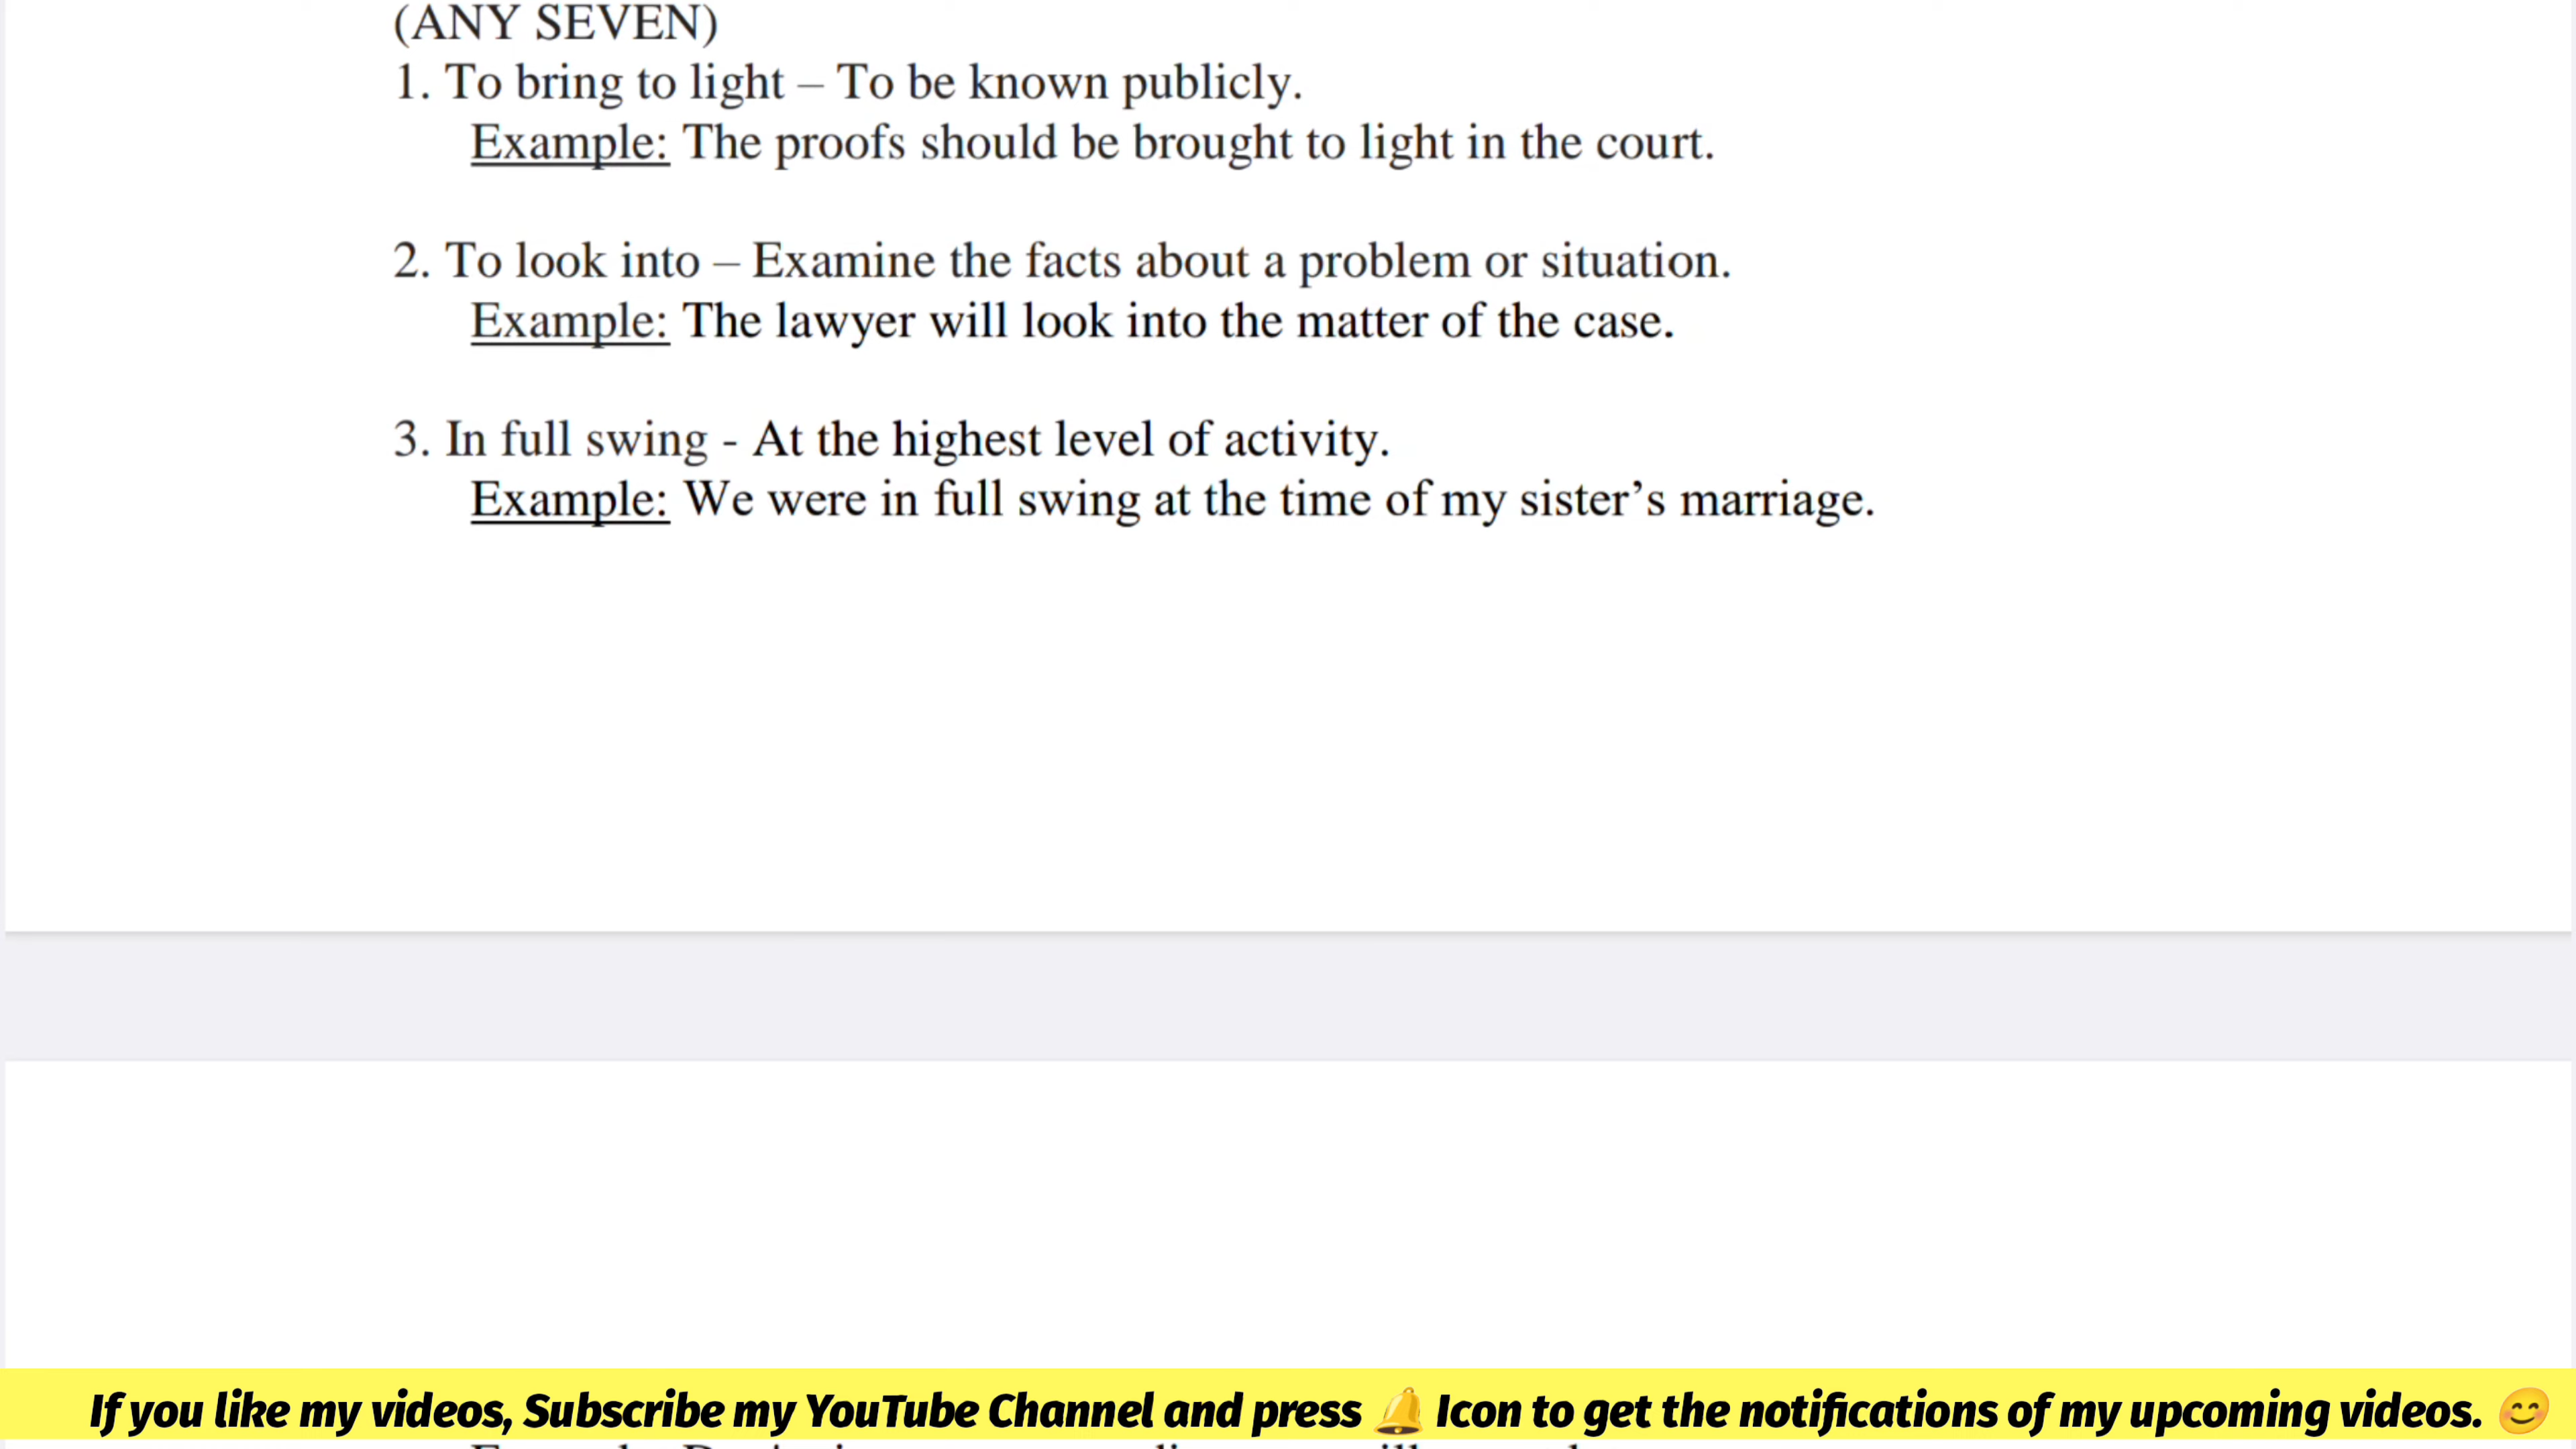 (ANY SEVEN)
1. To bring to light – To be known publicly.
Example: The proofs should be brought to light in the court.
2. To look into – Examine the facts about a problem or situation.
Example: The lawyer will look into the matter of the case.
3. In full swing - At the highest level of activity.
Example: We were in full swing at the time of my sister’s marriage.
If you like my videos, Subscribe my YouTube Channel and press 🔔 Icon to get the notifications of my upcoming videos. 😊